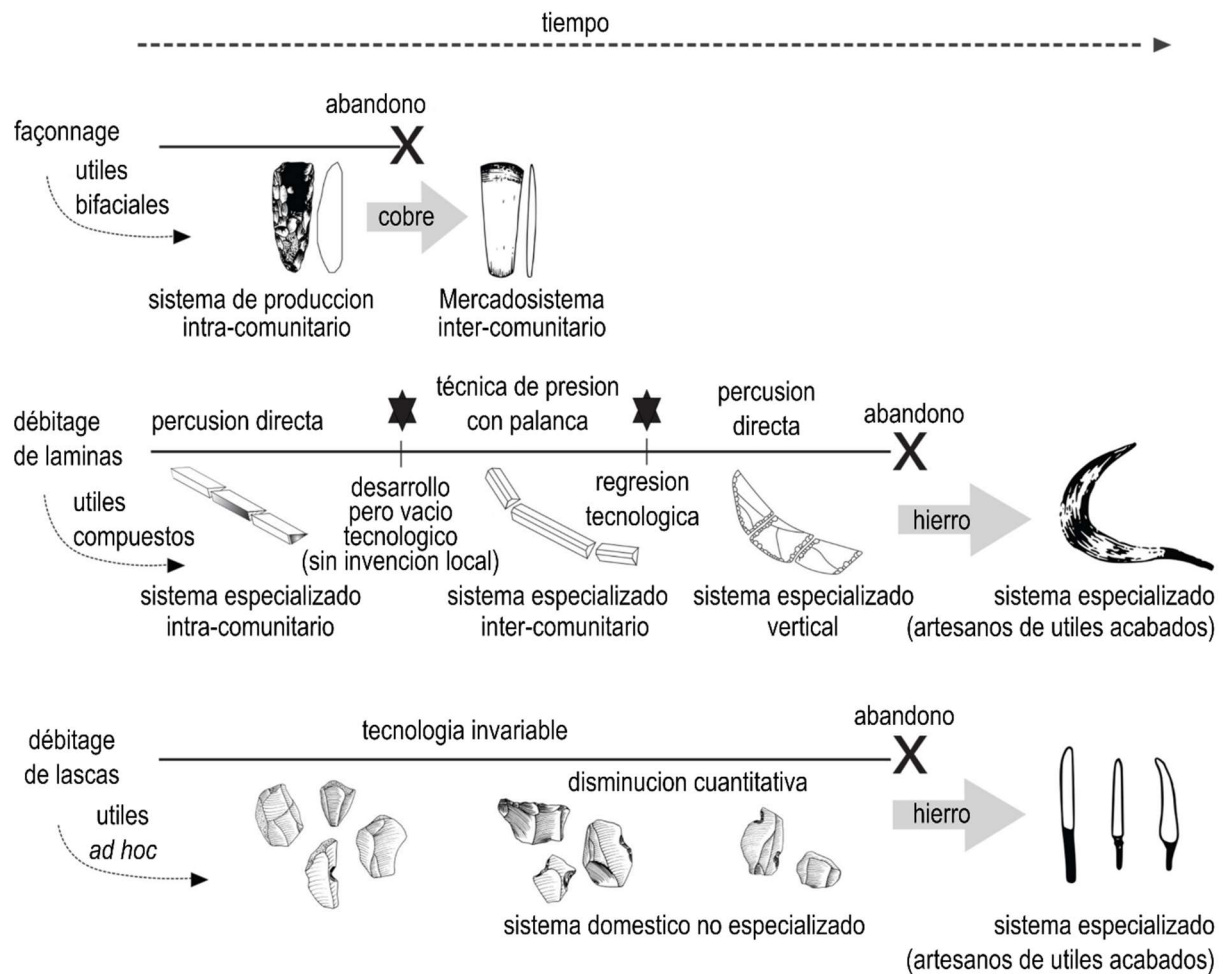 tiempo
abandono
façonnage
utiles
bifaciales
cobre
sistema de produccion
intra-comunitario
Mercadosistema
inter-comunitario
débitage
de laminas
utiles
compuestos
percusion directa
técnica de presion
con palanca
percusion
directa
abandono
desarrollo
pero vacio
tecnologico
(sin invencion local)
regresion
tecnologica
hierro
sistema especializado
intra-comunitario
sistema especializado
inter-comunitario
sistema especializado
vertical
sistema especializado
(artesanos de utiles acabados)
débitage
de lascas
utiles
ad hoc
tecnologia invariable
abandono
disminucion cuantitativa
hierro
sistema domestico no especializado
sistema especializado
(artesanos de utiles acabados)